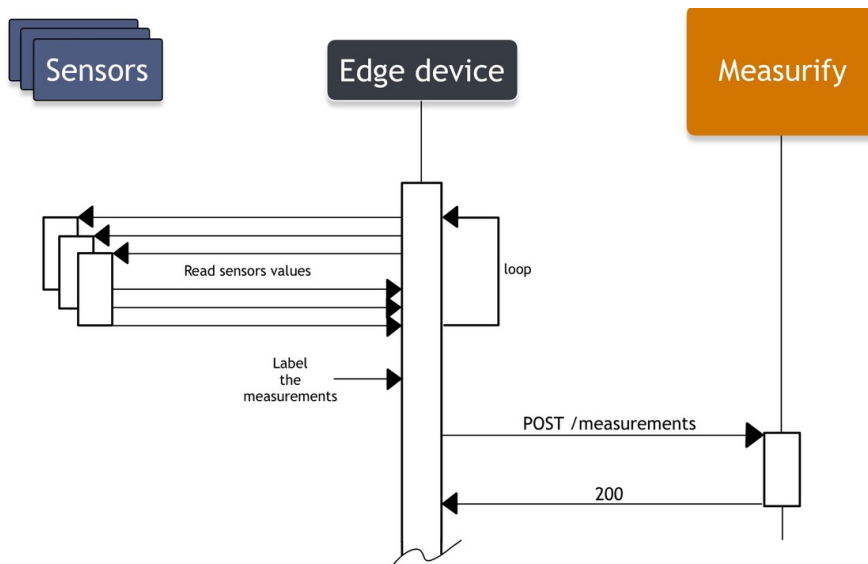 Sensors
Edge device
Measurify
Read sensors values
loop
Label
the
measurements
POST /measurements
200